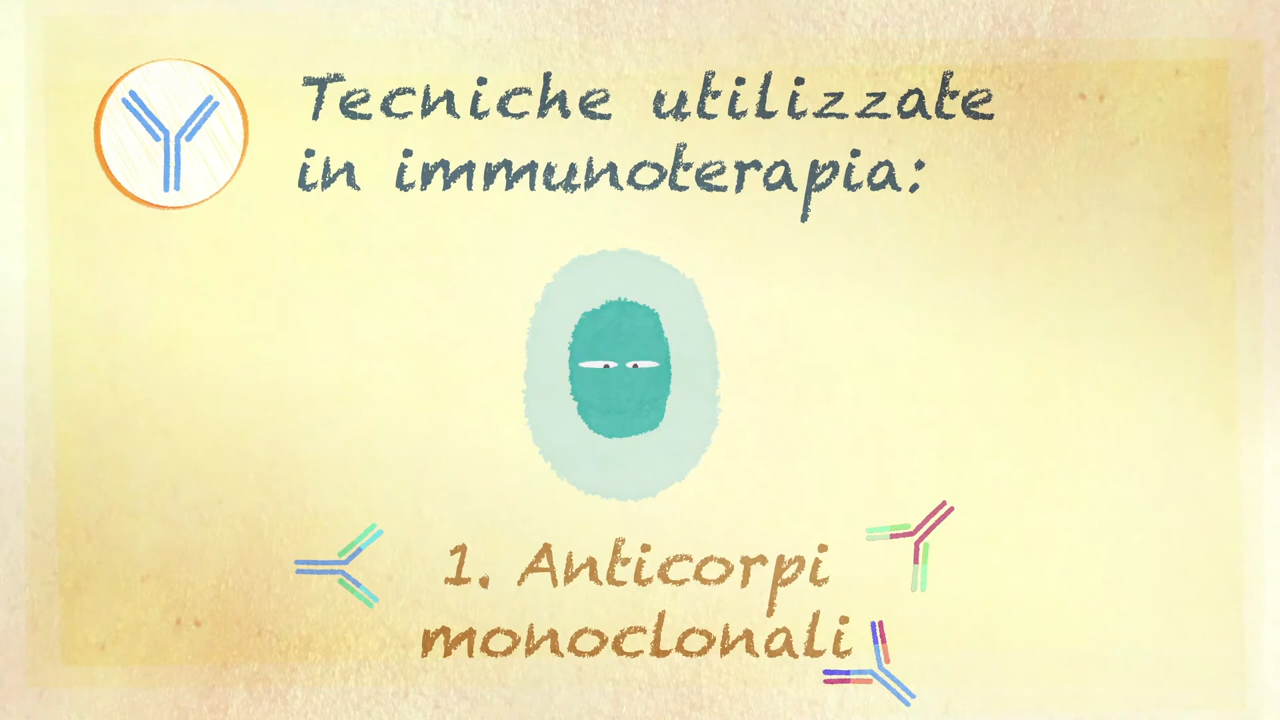 Tecniche utilizzate
in immunoterapia:
1. Anticorpi
monoclonali